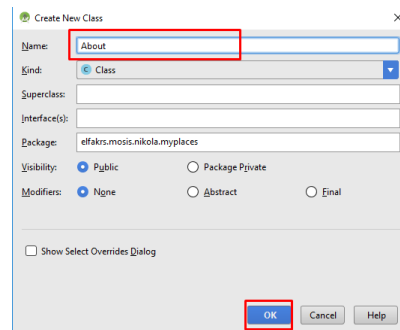 Create New Class
Name: About
Kind: C Class
Superclass:
Interface(s):
Package: elfakrs.mosis.nikola.myplaces
Visibility: Public Package Private
Modifiers: None Abstract Final
Show Select Overrides Dialog
OK Cancel Help